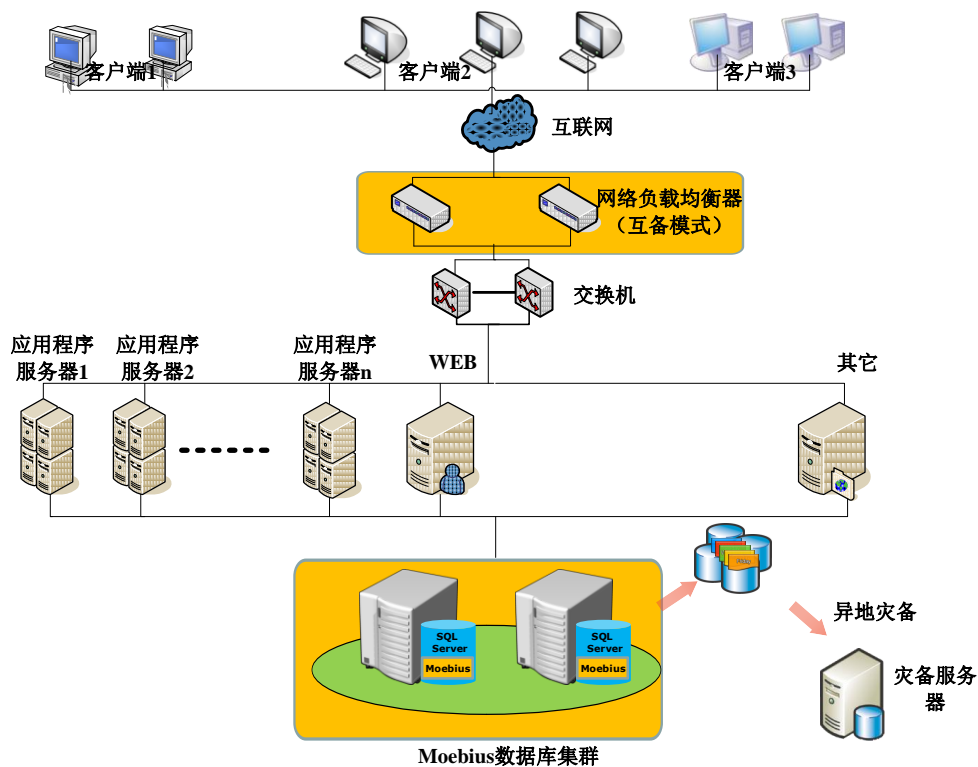 客户端1
客户端2
客户端3
互联网
网络负载均衡器
（互备模式）
交换机
应用程序
服务器1
应用程序
服务器2
应用程序
服务器n
WEB
其它
SQL
Server
Moebius
SQL
Server
Moebius
Moebius数据库集群
异地灾备
灾备服务
器